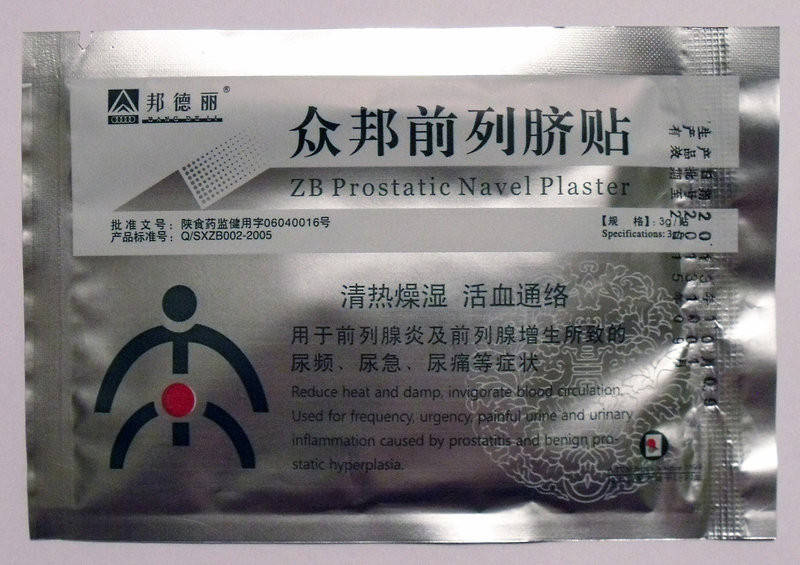 邦德丽®
BANG DE LI
众邦前列脐贴
ZB Prostatic Navel Plaster
批准文号：陕食药监健用字06040016号
产品标准号：Q/SXZB002-2005
【规 格】：3g/贴
Specifications: 3g/
清热燥湿 活血通络
用于前列腺炎及前列腺增生所致的
尿频、尿急、尿痛等症状
Reduce heat and damp, invigorate blood circulation.
Used for frequency, urgency, painful urine and urinary
inflammation caused by prostatitis and benign pro-
static hyperplasia.